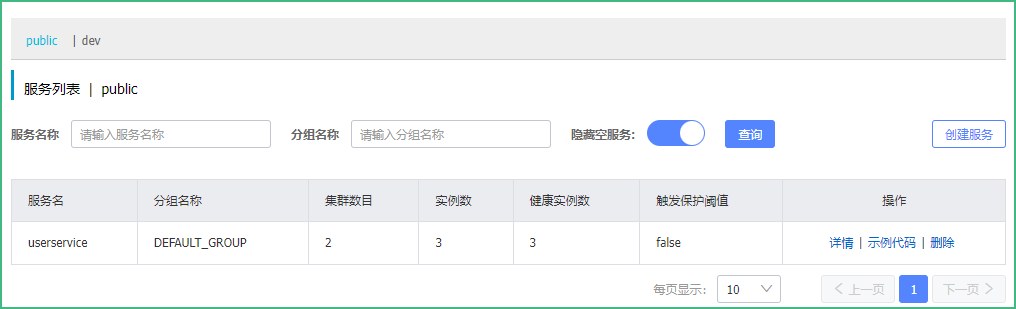 public | dev
服务列表 | public
服务名称 请输入服务名称 分组名称 请输入分组名称 隐藏空服务: 查询 创建服务
服务名 分组名称 集群数目 实例数 健康实例数 触发保护阈值 操作
userservice DEFAULT_GROUP 2 3 3 false 详情 | 示例代码 | 删除
每页显示: 10 上一页 1 下一页